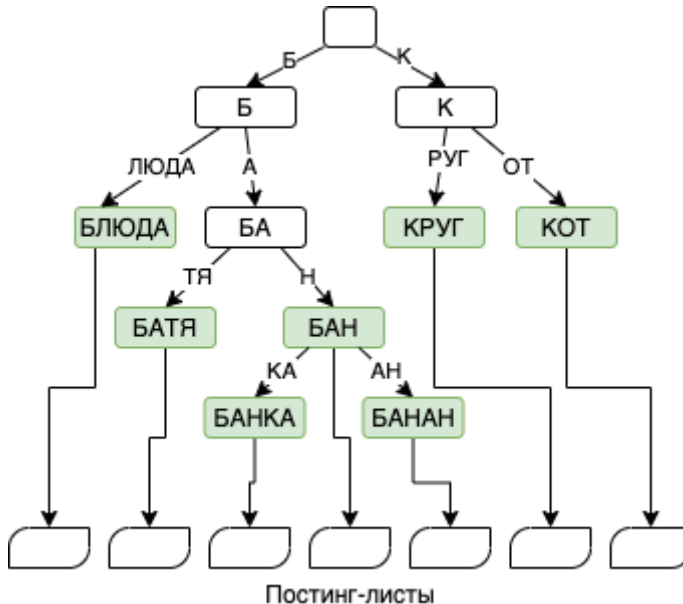 Б К
Б К
ЛЮДА А РУГ ОТ
БЛЮДА БА КРУГ КОТ
ТЯ Н
БАТЯ БАН
КА АН
БАНКА БАНАН
Постинг-листы